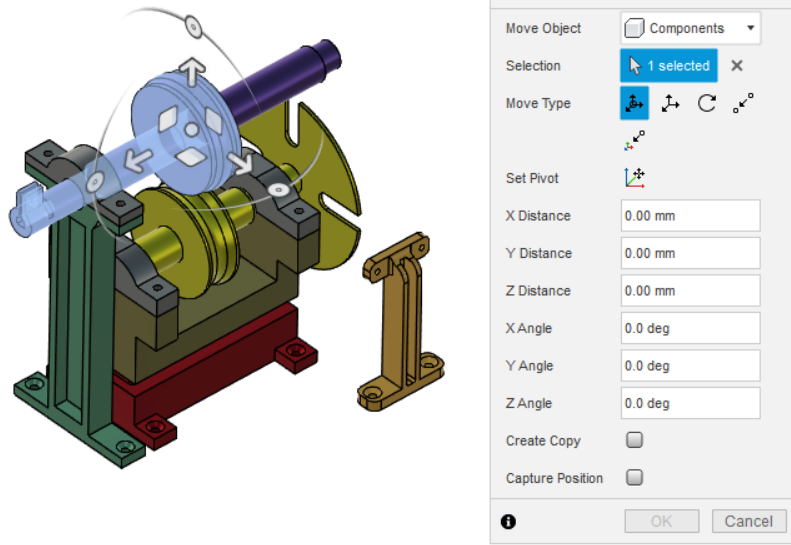 Move Object Components
Selection 1 selected
Move Type
Set Pivot
X Distance 0.00 mm
Y Distance 0.00 mm
Z Distance 0.00 mm
X Angle 0.0 deg
Y Angle 0.0 deg
Z Angle 0.0 deg
Create Copy
Capture Position
OK Cancel